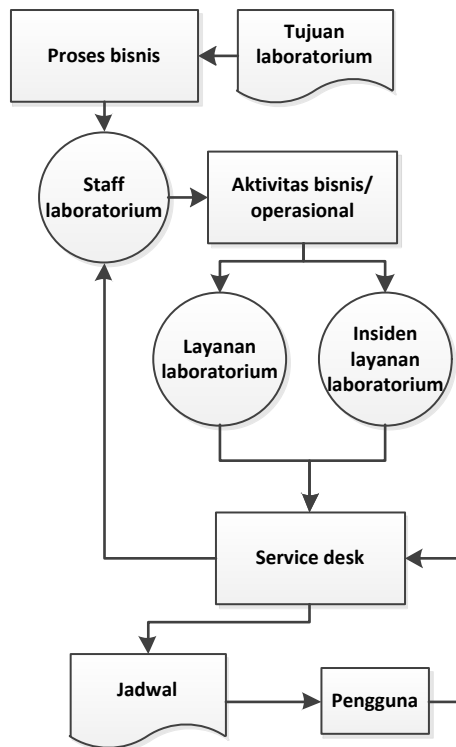 Proses bisnis
Tujuan
laboratorium
Staff
laboratorium
Aktivitas bisnis/
operasional
Layanan
laboratorium
Insiden
layanan
laboratorium
Service desk
Jadwal
Pengguna